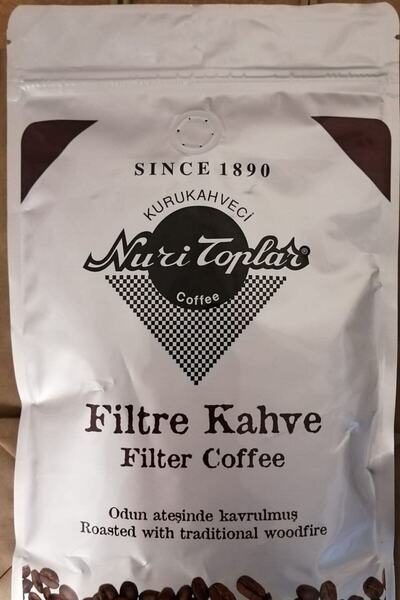 SINCE 1890
KURUKAHVECİ
Nuri Toplar®
Coffee
Filtre Kahve
Filter Coffee
Odun ateşinde kavrulmuş
Roasted with traditional woodfire